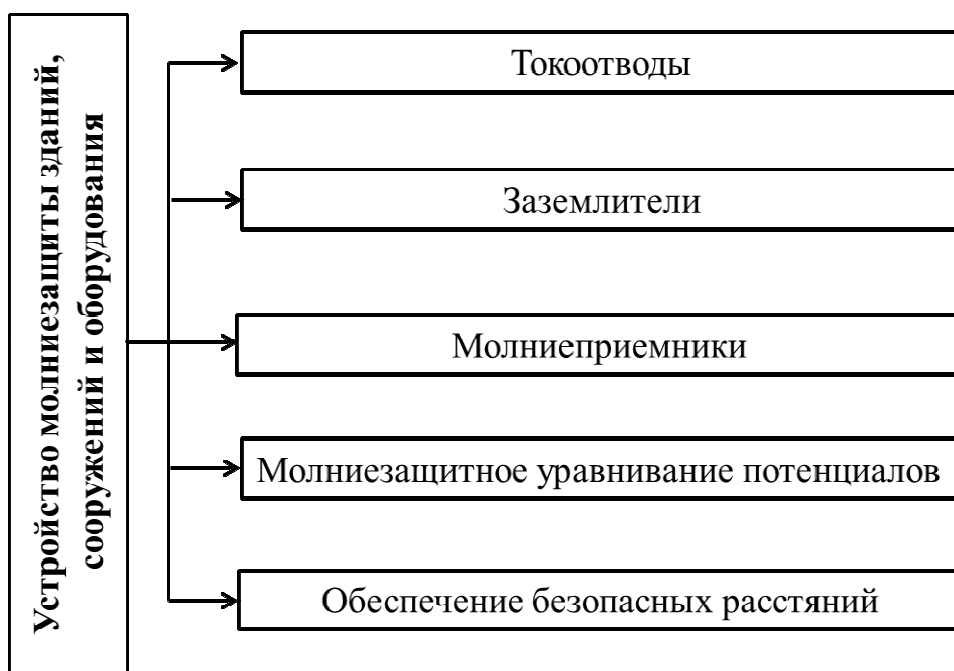 Устройство молниезащиты зданий,
сооружений и оборудования
Токоотводы
Заземлители
Молниеприемники
Молниезащитное уравнивание потенциалов
Обеспечение безопасных расстяний